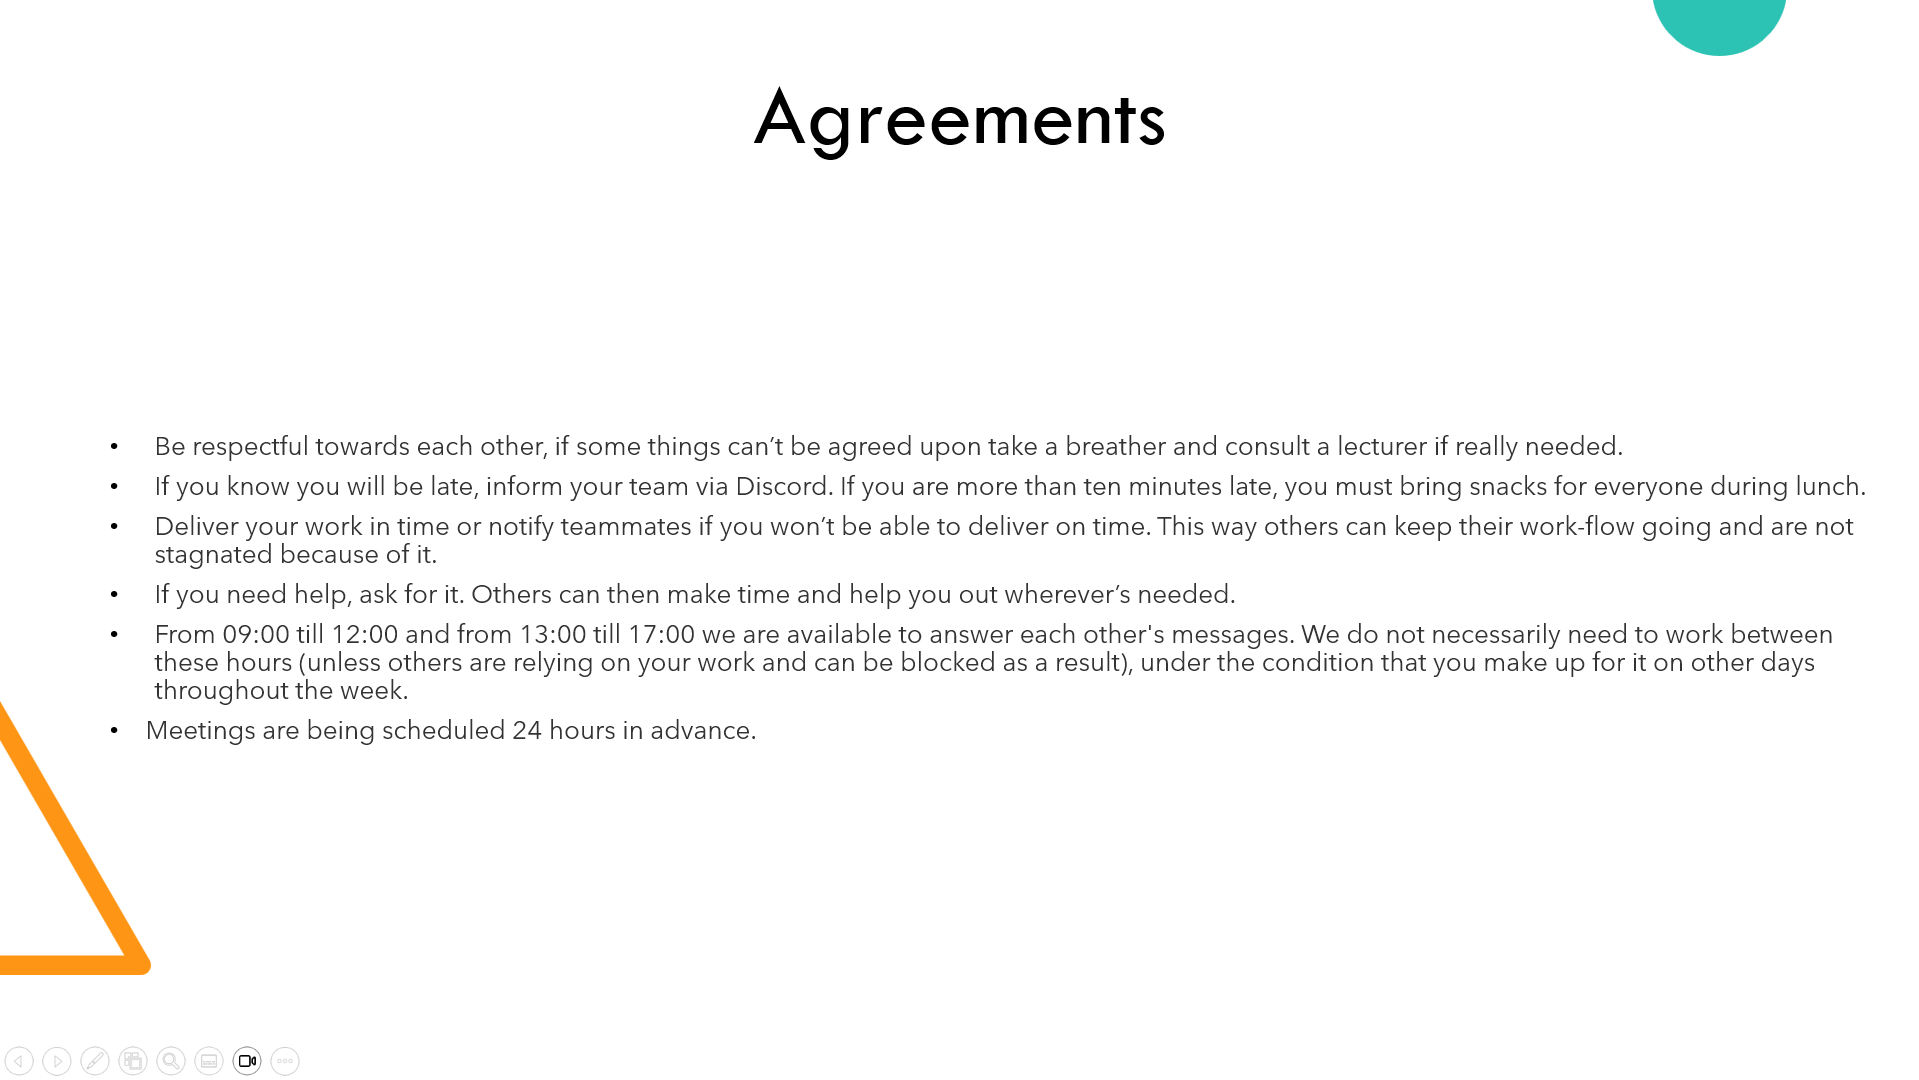 Agreements
• Be respectful towards each other, if some things can’t be agreed upon take a breather and consult a lecturer if really needed.
• If you know you will be late, inform your team via Discord. If you are more than ten minutes late, you must bring snacks for everyone during lunch.
• Deliver your work in time or notify teammates if you won’t be able to deliver on time. This way others can keep their work-flow going and are not
stagnated because of it.
• If you need help, ask for it. Others can then make time and help you out wherever’s needed.
• From 09:00 till 12:00 and from 13:00 till 17:00 we are available to answer each other's messages. We do not necessarily need to work between
these hours (unless others are relying on your work and can be blocked as a result), under the condition that you make up for it on other days
throughout the week.
• Meetings are being scheduled 24 hours in advance.